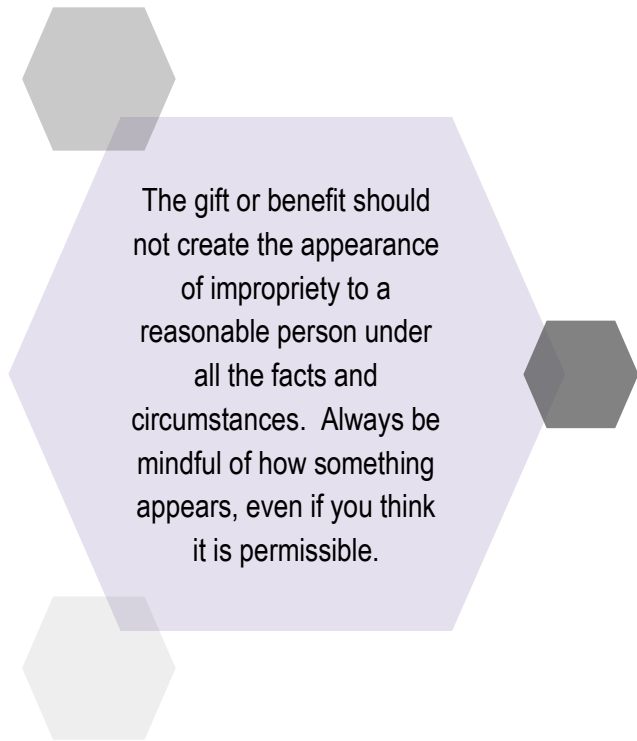 The gift or benefit should
not create the appearance
of impropriety to a
reasonable person under
all the facts and
circumstances.  Always be
mindful of how something
appears, even if you think
it is permissible.